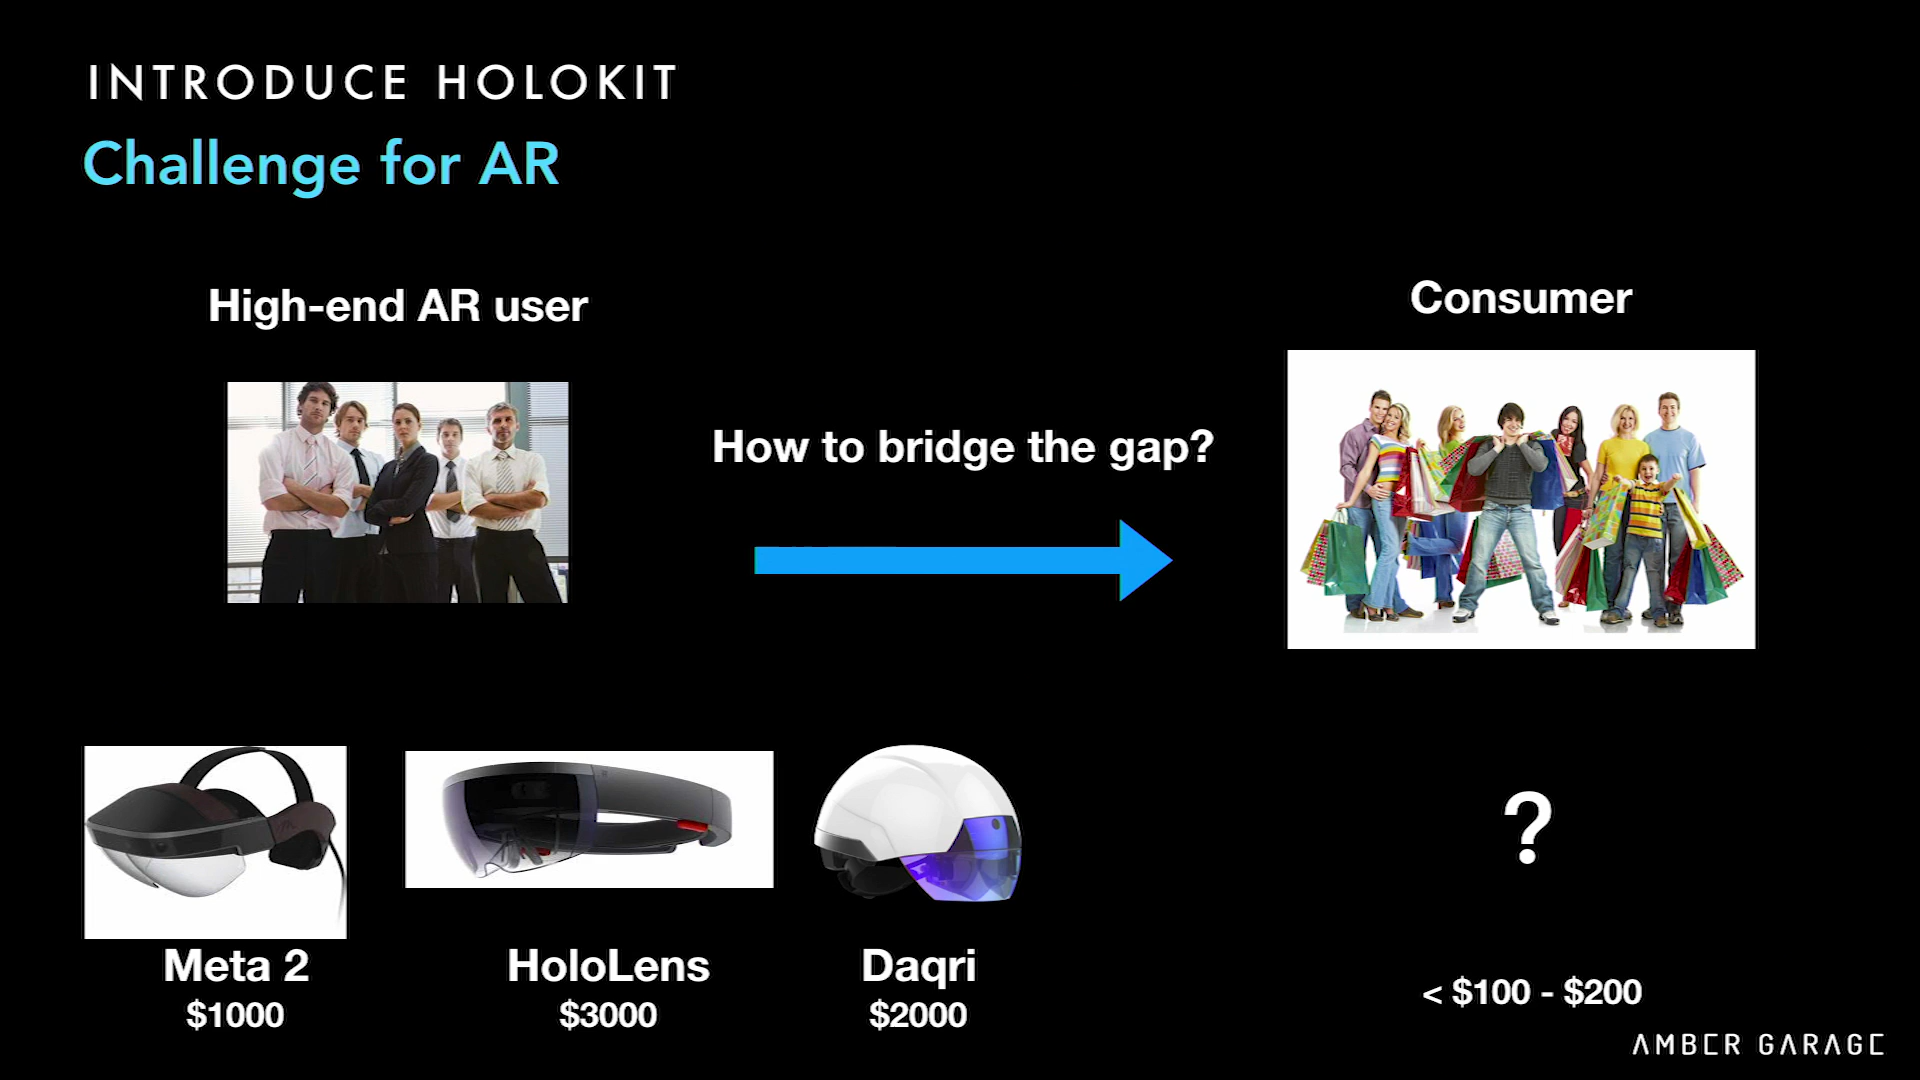 INTRODUCE HOLOKIT
Challenge for AR
High-end AR user
Consumer
How to bridge the gap?
?
Meta 2
$1000
HoloLens
$3000
Daqri
$2000
< $100 - $200
AMBER GARAGE